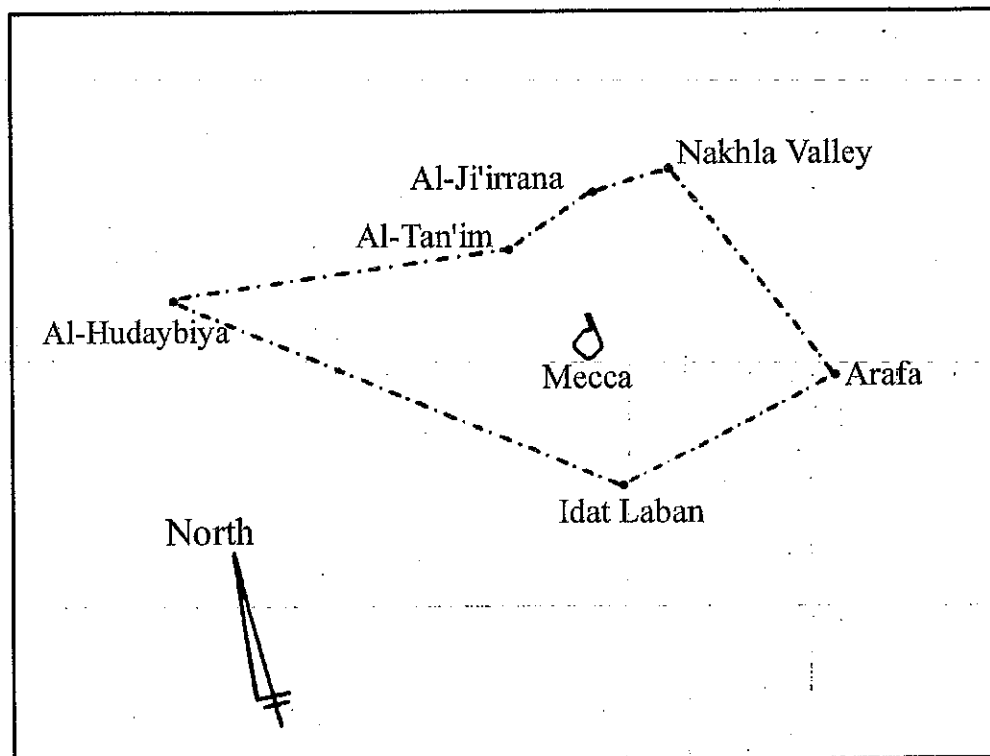 Nakhla Valley
Al-Ji'irrana
Al-Tan'im
Al-Hudaybiya
Mecca
Arafa
Idat Laban
North